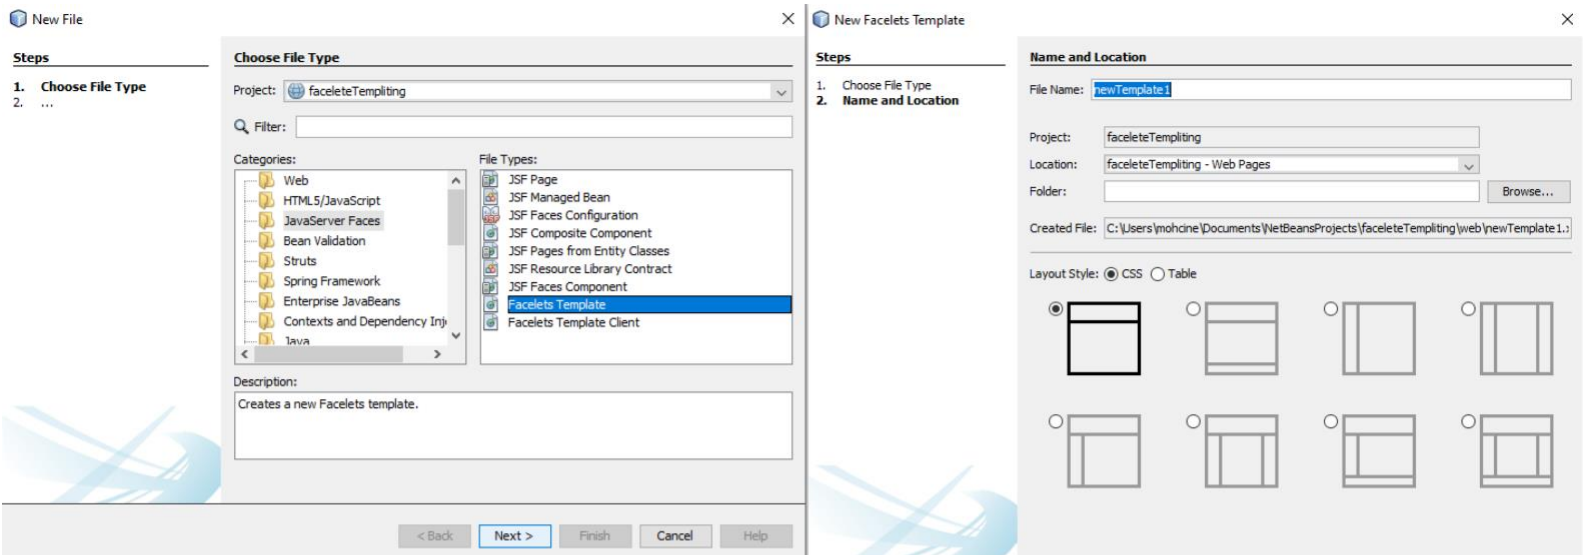 New File
Steps
1. Choose File Type
2. ...
Choose File Type
Project: faceleteTempliting
Filter:
Categories:
Web
HTML5/JavaScript
JavaServer Faces
Bean Validation
Struts
Spring Framework
Enterprise JavaBeans
Contexts and Dependency Inj
Java
File Types:
JSF Page
JSF Managed Bean
JSF Faces Configuration
JSF Composite Component
JSF Pages from Entity Classes
JSF Resource Library Contract
JSF Faces Component
Facelets Template
Facelets Template Client
Description:
Creates a new Facelets template.
< Back Next > Finish Cancel Help
New Facelets Template
Steps
1. Choose File Type
2. Name and Location
Name and Location
File Name: newTemplate1
Project: faceleteTempliting
Location: faceleteTempliting - Web Pages
Folder: Browse...
Created File: C:\Users\mohcine\Documents\NetBeansProjects\faceleteTempliting\web\newTemplate1.x
Layout Style: CSS Table